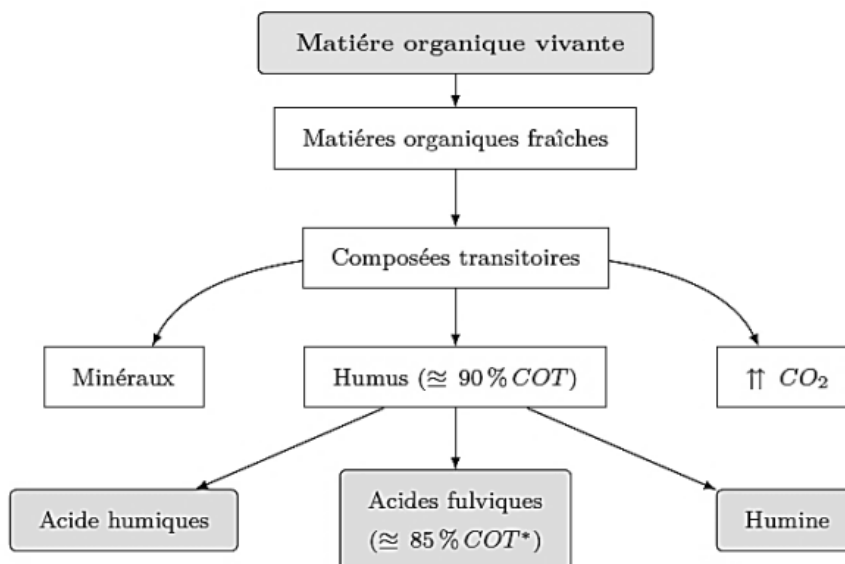 Matiére organique vivante
Matiéres organiques fraîches
Composées transitoires
Minéraux
Humus (≊ 90 % COT)
⇈ CO₂
Acide humiques
Acides fulviques
(≊ 85 % COT*)
Humine